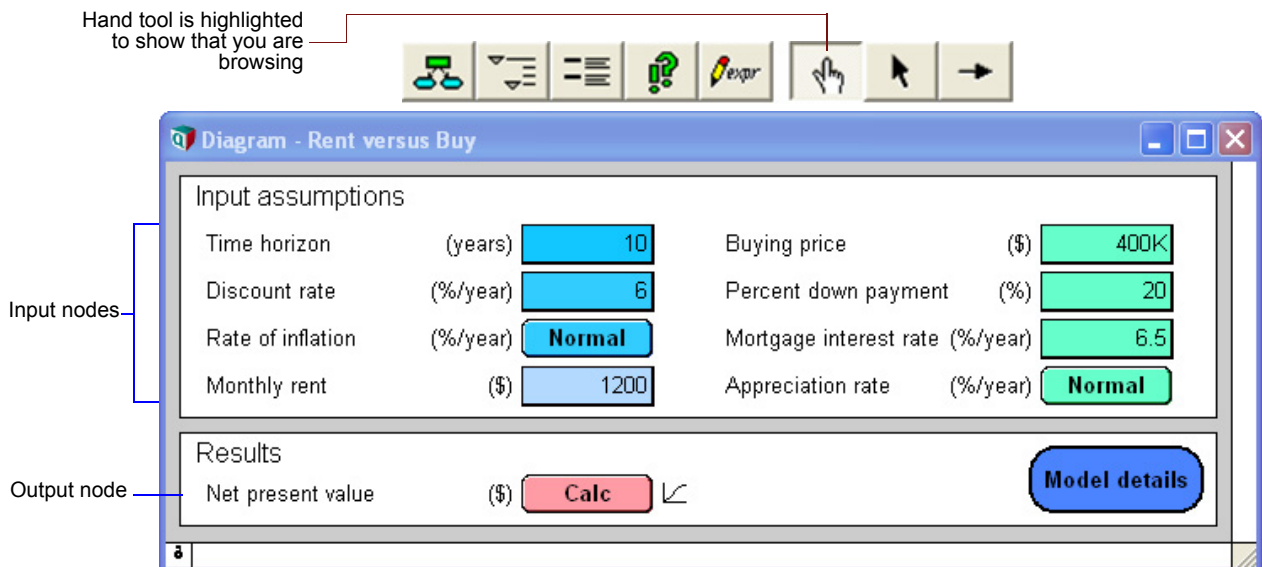 Hand tool is highlighted
to show that you are
browsing
expr
Diagram - Rent versus Buy
Input assumptions
Time horizon (years) 10 Buying price ($) 400K
Discount rate (%/year) 6 Percent down payment (%) 20
Rate of inflation (%/year) Normal Mortgage interest rate (%/year) 6.5
Monthly rent ($) 1200 Appreciation rate (%/year) Normal
Input nodes
Results
Net present value ($) Calc
Model details
Output node